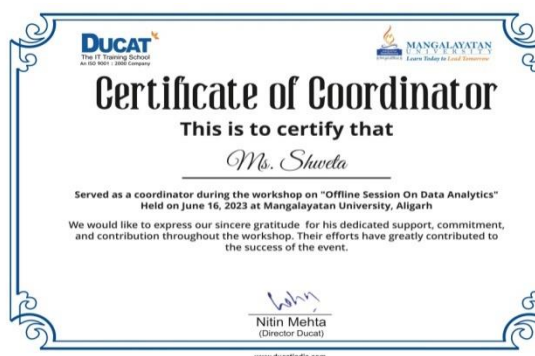 DUCAT
The IT Training School
An ISO 9001 : 2008 Company
MANGALAYATAN
UNIVERSITY
Learn Today to Lead Tomorrow
Certificate of Coordinator
This is to certify that
Ms. Shweta
Served as a coordinator during the workshop on "Offline Session On Data Analytics"
Held on June 16, 2023 at Mangalayatan University, Aligarh
We would like to express our sincere gratitude for his dedicated support, commitment,
and contribution throughout the workshop. Their efforts have greatly contributed to
the success of the event.
Nitin Mehta
(Director Ducat)
www.ducatindia.com